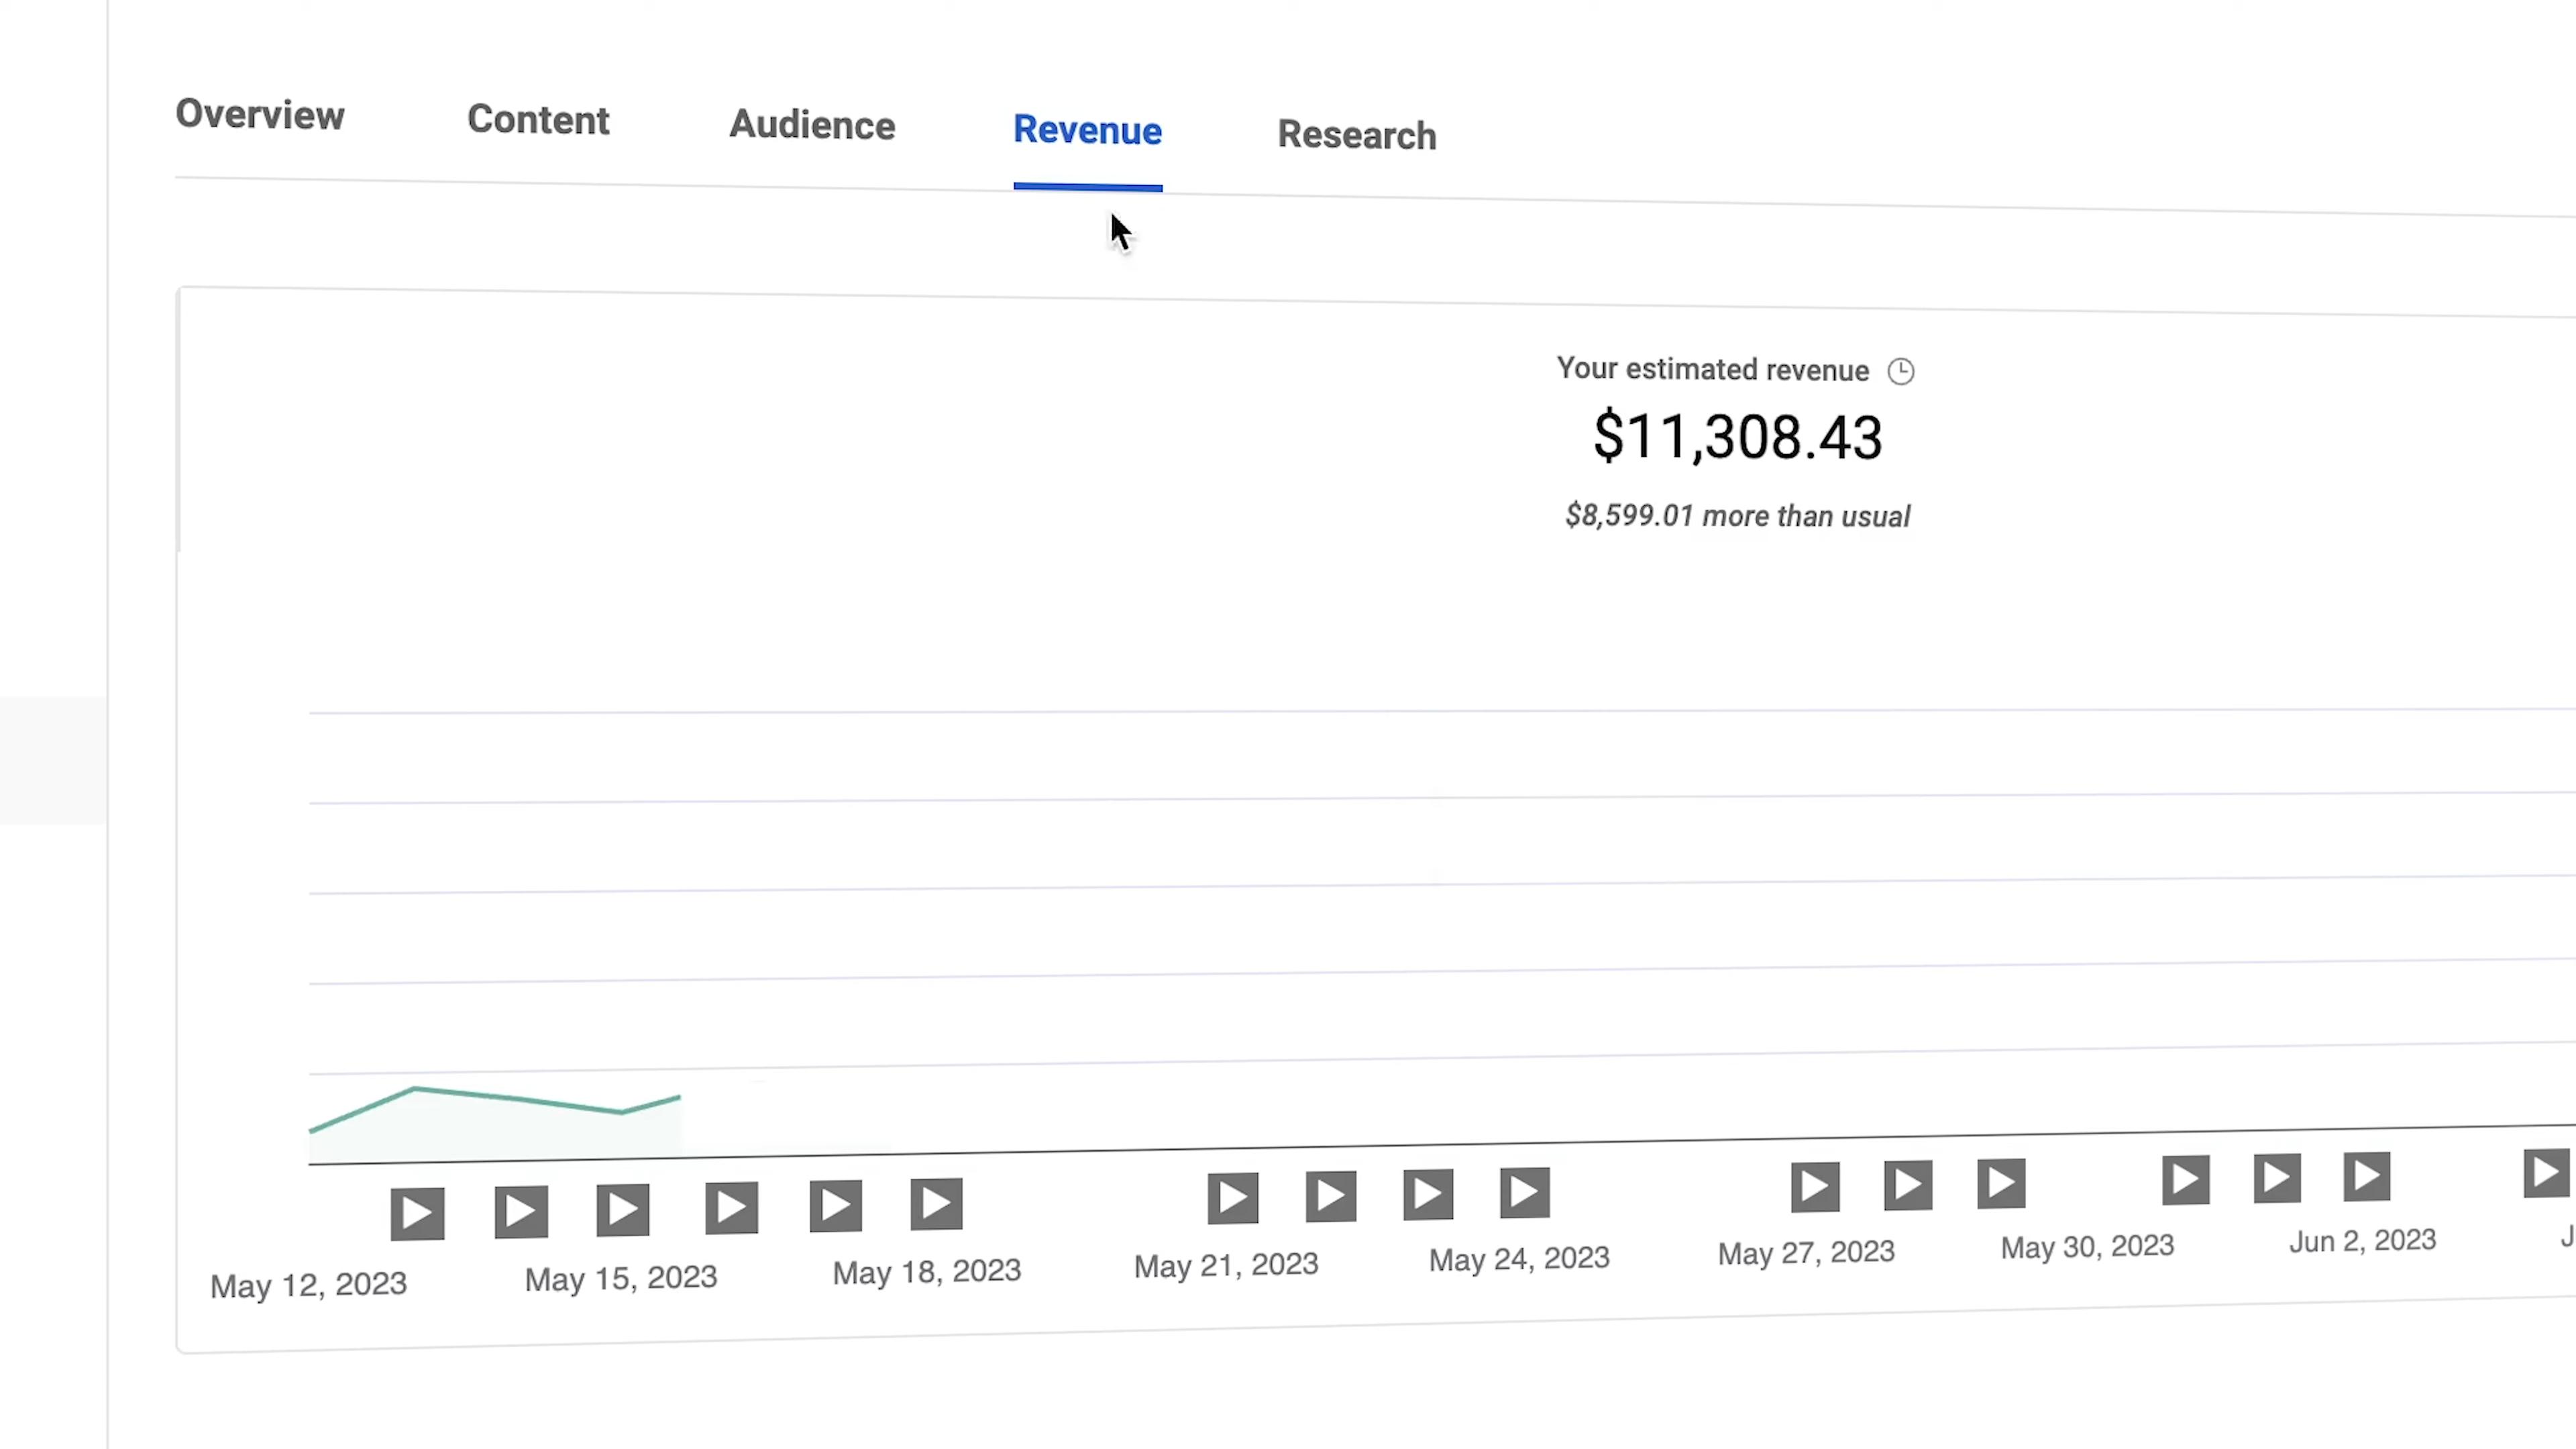 Overview Content Audience Revenue Research
Your estimated revenue
$11,308.43
$8,599.01 more than usual
May 12, 2023 May 15, 2023 May 18, 2023 May 21, 2023 May 24, 2023 May 27, 2023 May 30, 2023 Jun 2, 2023